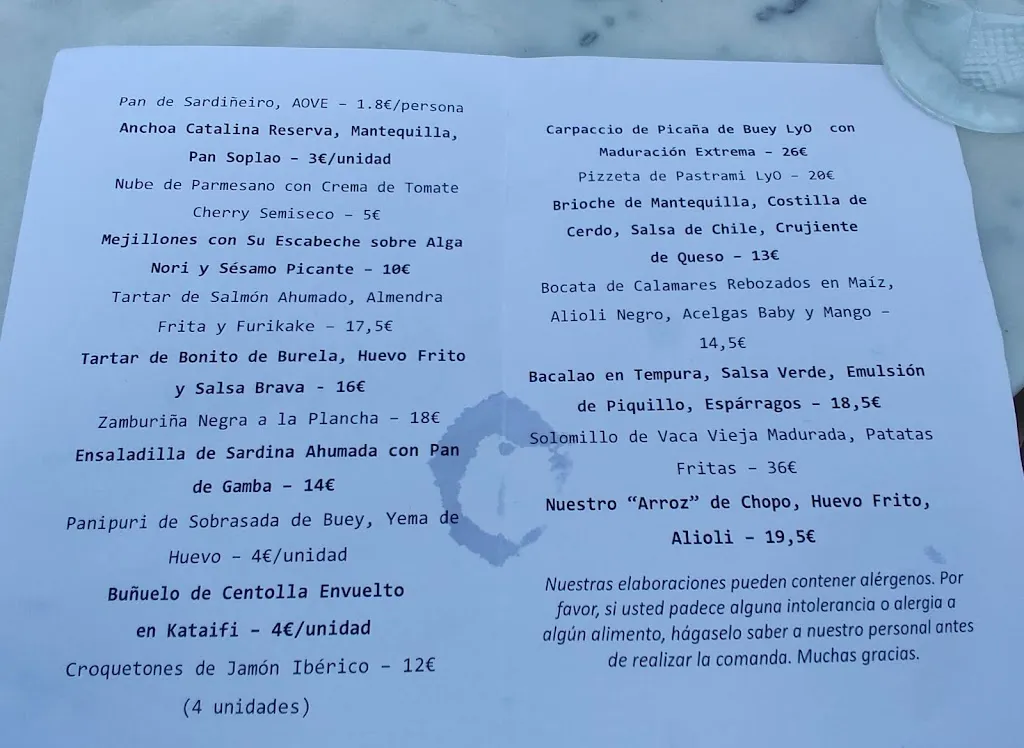 Pan de Sardiñeiro, AOVE – 1.8€/persona
Anchoa Catalina Reserva, Mantequilla,
Pan Soplao – 3€/unidad
Nube de Parmesano con Crema de Tomate
Cherry Semiseco – 5€
Mejillones con Su Escabeche sobre Alga
Nori y Sésamo Picante – 10€
Tartar de Salmón Ahumado, Almendra
Frita y Furikake – 17,5€
Tartar de Bonito de Burela, Huevo Frito
y Salsa Brava - 16€
Zamburiña Negra a la Plancha – 18€
Ensaladilla de Sardina Ahumada con Pan
de Gamba – 14€
Panipuri de Sobrasada de Buey, Yema de
Huevo – 4€/unidad
Buñuelo de Centolla Envuelto
en Kataifi – 4€/unidad
Croquetones de Jamón Ibérico – 12€
(4 unidades)
Carpaccio de Picaña de Buey LyO con
Maduración Extrema – 26€
Pizzeta de Pastrami LyO – 20€
Brioche de Mantequilla, Costilla de
Cerdo, Salsa de Chile, Crujiente
de Queso – 13€
Bocata de Calamares Rebozados en Maíz,
Alioli Negro, Acelgas Baby y Mango –
14,5€
Bacalao en Tempura, Salsa Verde, Emulsión
de Piquillo, Espárragos – 18,5€
Solomillo de Vaca Vieja Madurada, Patatas
Fritas – 36€
Nuestro “Arroz” de Chopo, Huevo Frito,
Alioli – 19,5€
Nuestras elaboraciones pueden contener alérgenos. Por
favor, si usted padece alguna intolerancia o alergia a
algún alimento, hágaselo saber a nuestro personal antes
de realizar la comanda. Muchas gracias.